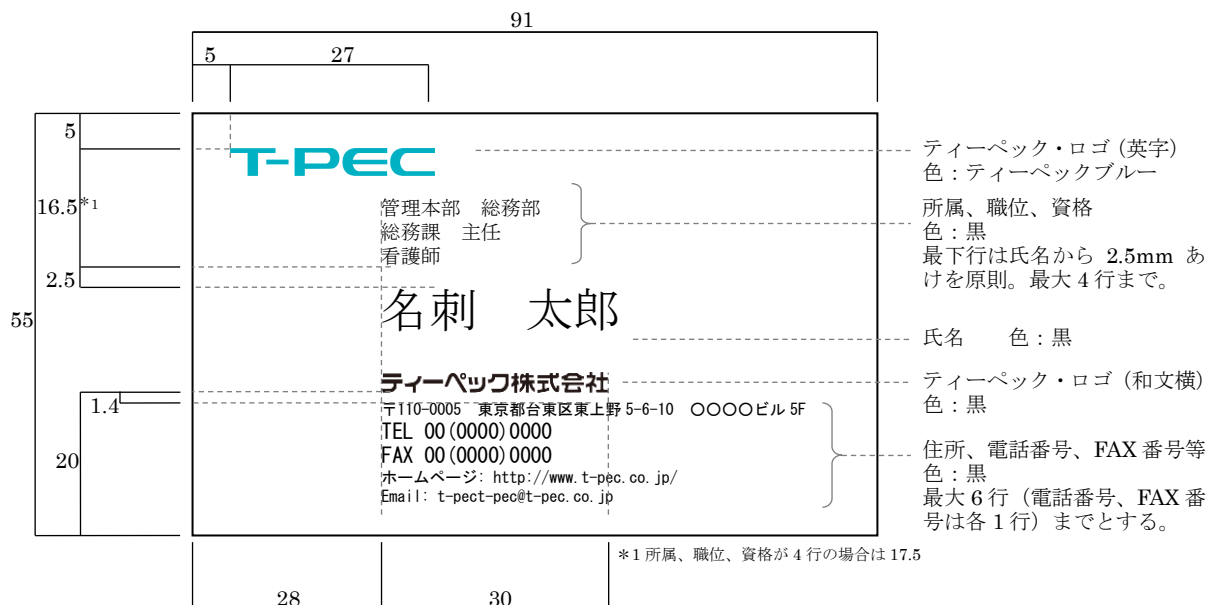 91
5
27
5
16.5
*1
2.5
55
1.4
20
28
30
T-PEC
管理本部　総務部
総務課　主任
看護師
名刺　太郎
ティーペック株式会社
〒110-0005　東京都台東区東上野 5-6-10　〇〇〇〇ビル 5F
TEL 00(0000)0000
FAX 00(0000)0000
ホームページ: http://www.t-pec.co.jp/
Email: t-pect-pec@t-pec.co.jp
ティーペック・ロゴ（英字）
色：ティーペックブルー
所属、職位、資格
色：黒
最下行は氏名から 2.5mm あ
けを原則。最大 4 行まで。
氏名　　色：黒
ティーペック・ロゴ（和文横）
色：黒
住所、電話番号、FAX 番号等
色：黒
最大 6 行（電話番号、FAX 番
号は各 1 行）までとする。
＊1 所属、職位、資格が 4 行の場合は 17.5